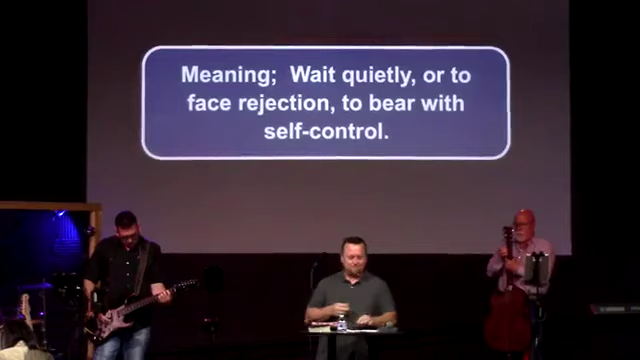 Meaning;  Wait quietly, or to
face rejection, to bear with
self-control.